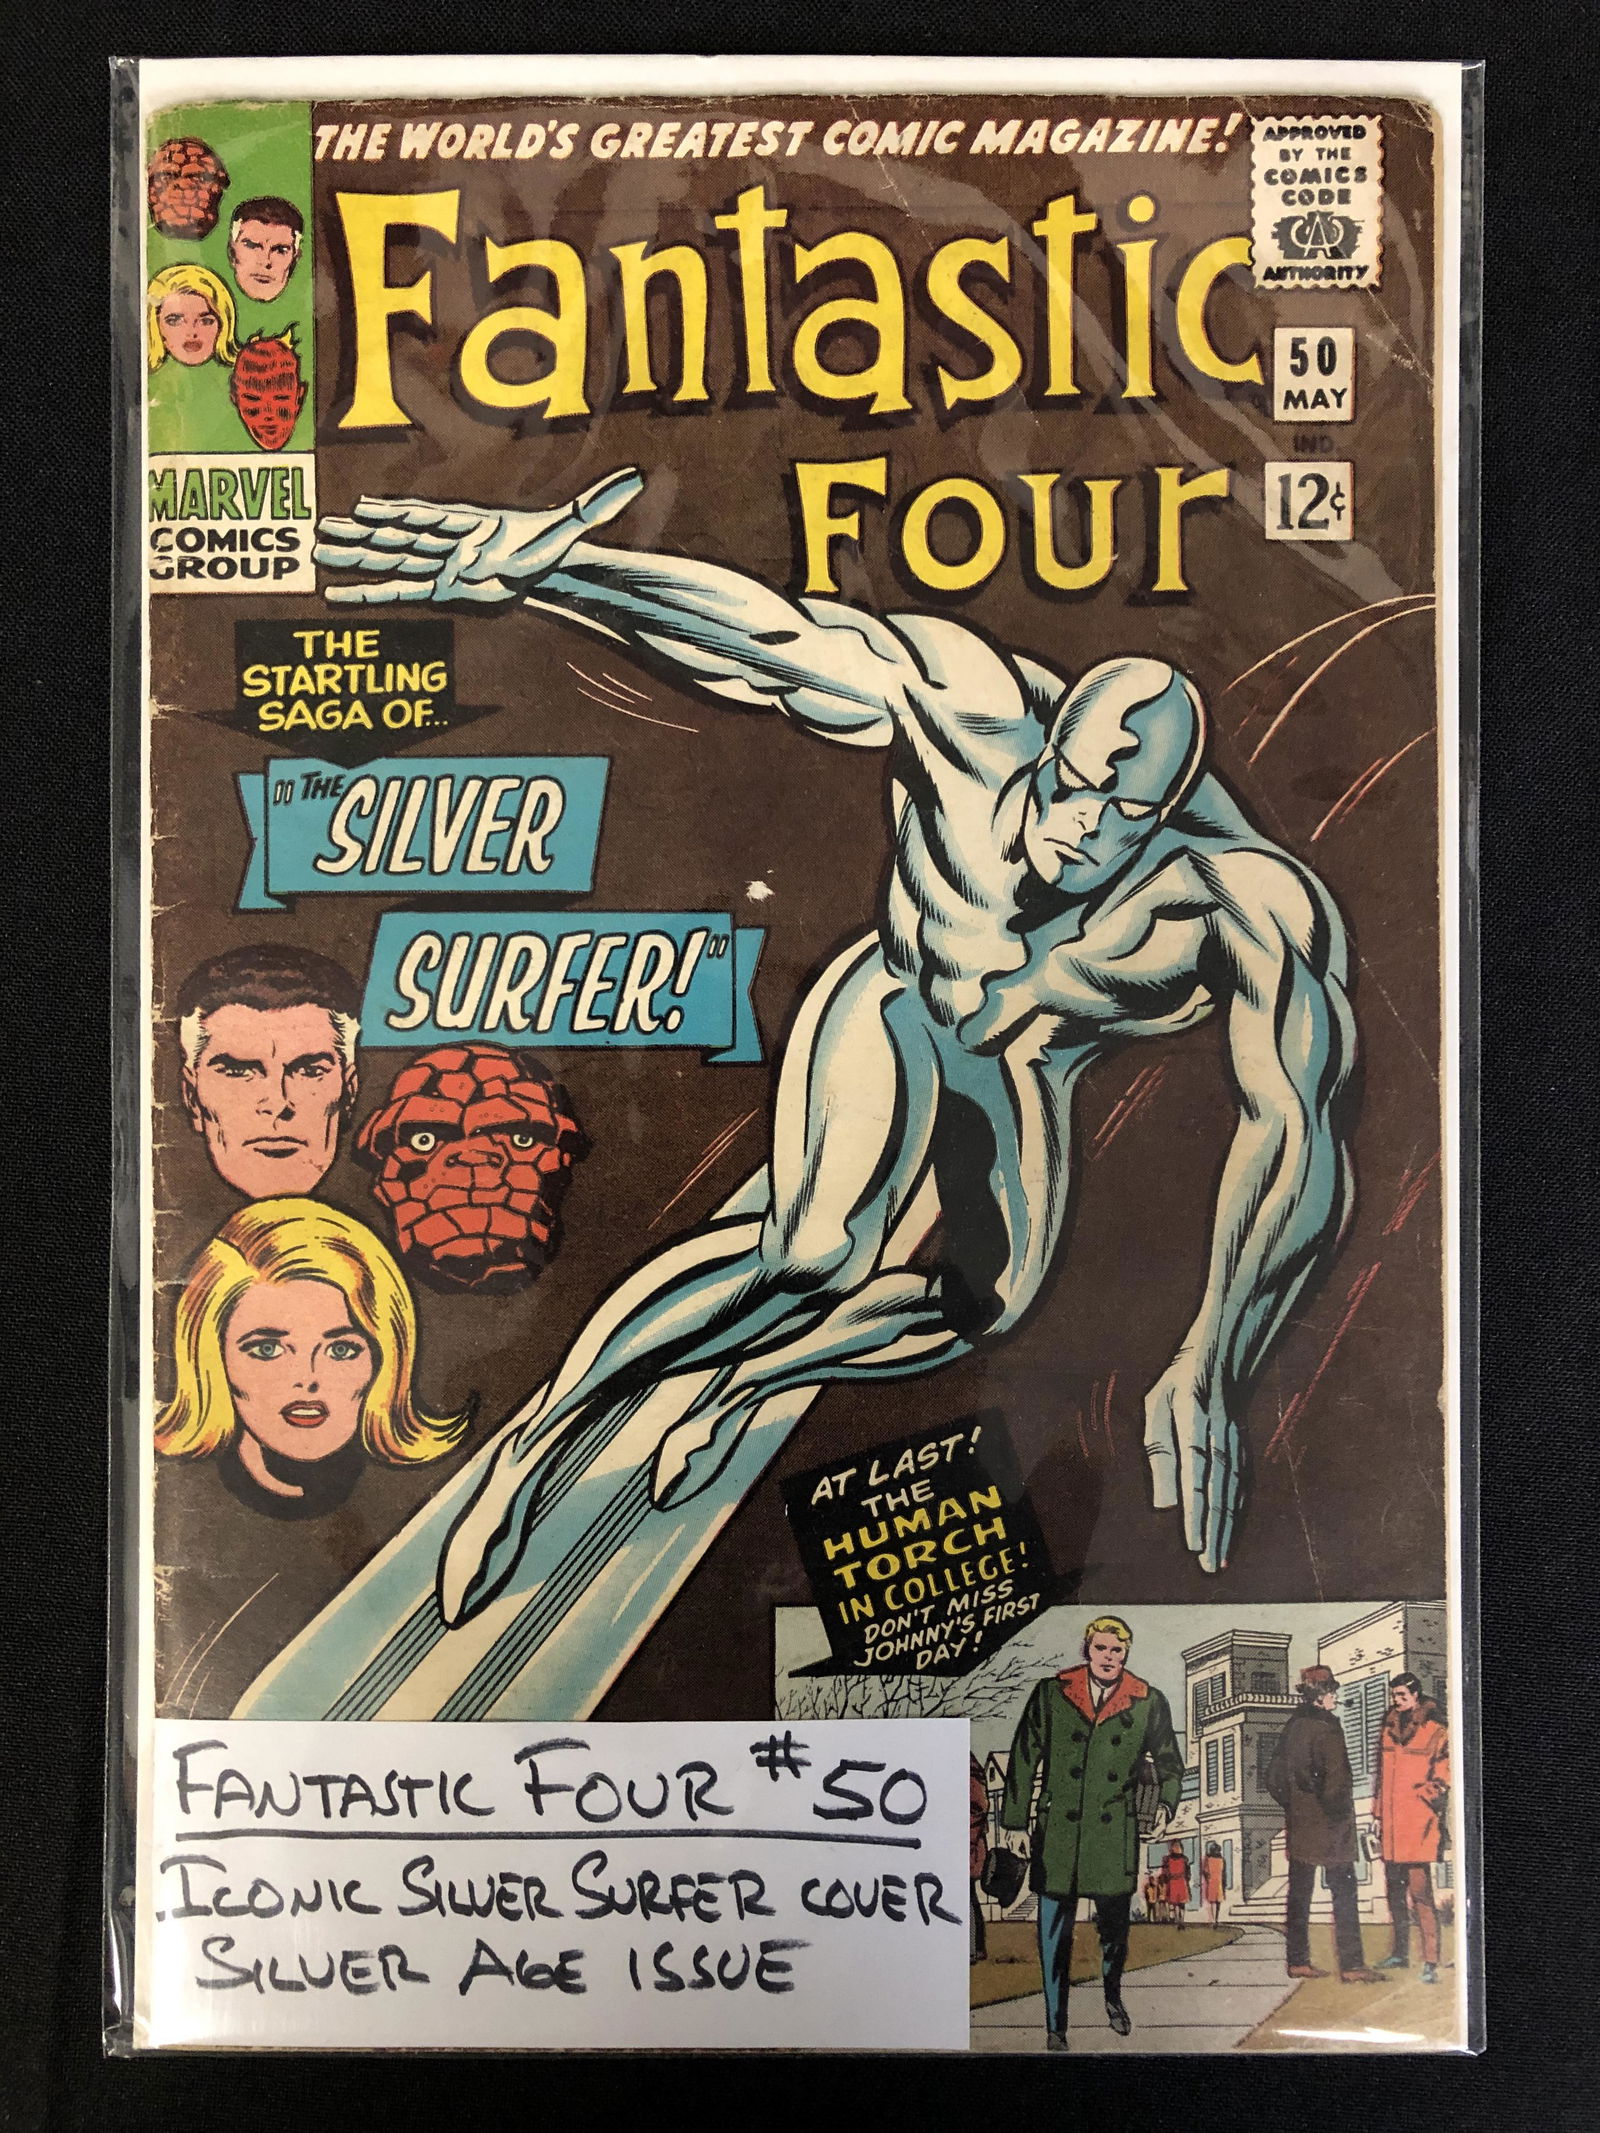 THE WORLD'S GREATEST COMIC MAGAZINE!
APPROVED
BY THE
COMICS
CODE
CA
AUTHORITY
Fantastic
Four
50
MAY
IND.
12¢
MARVEL
COMICS
GROUP
THE
STARTLING
SAGA OF...
"THE SILVER
SURFER!"
AT LAST!
THE
HUMAN
TORCH
IN COLLEGE!
DON'T MISS
JOHNNY'S FIRST
DAY!
FANTASTIC FOUR #50
ICONIC SILVER SURFER COVER
SILVER AGE ISSUE